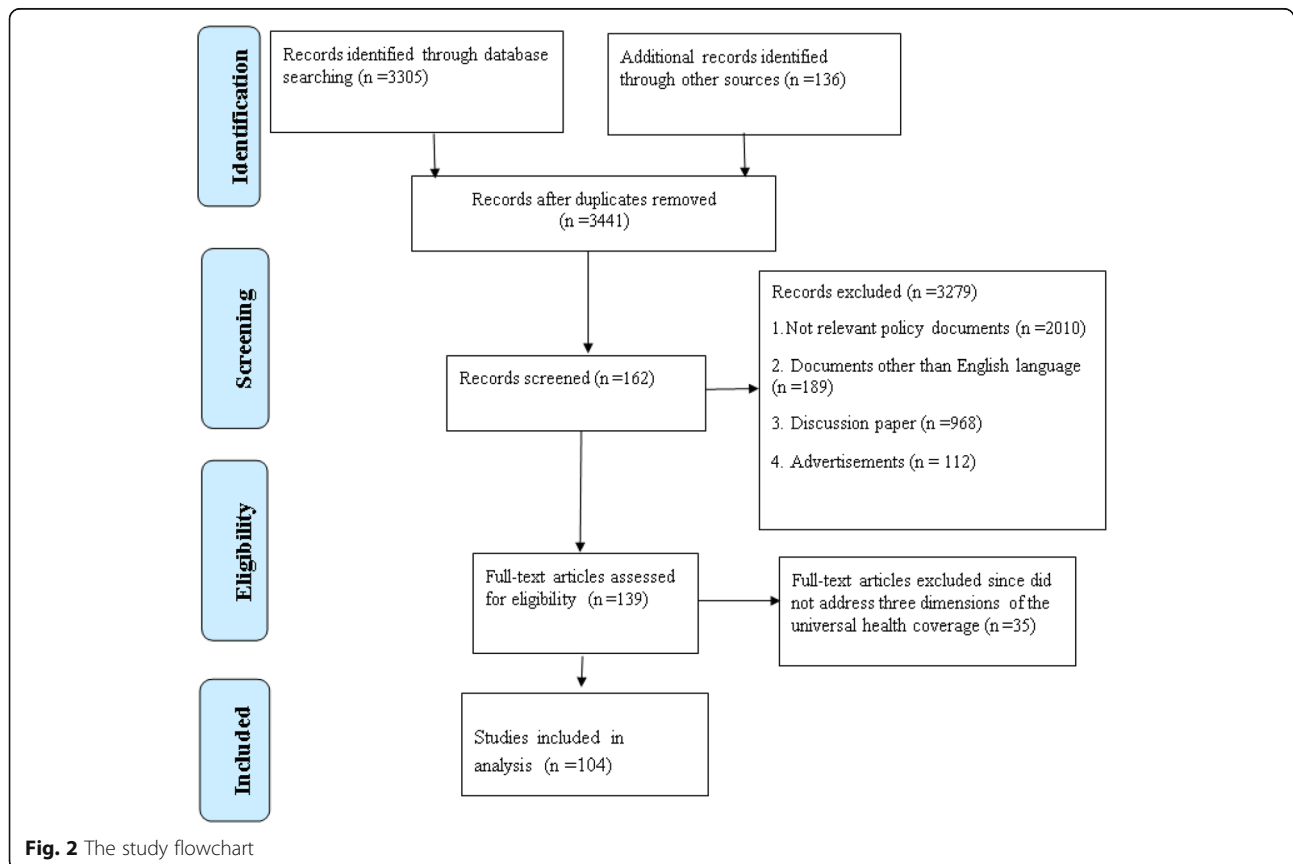 Identification
Records identified through database
searching (n =3305)
Additional records identified
through other sources (n =136)
Records after duplicates removed
(n =3441)
Screening
Records screened (n=162)
Records excluded (n =3279)
1.Not relevant policy documents (n =2010)
2. Documents other than English language
(n =189)
3. Discussion paper (n =968)
4. Advertisements (n = 112)
Eligibility
Full-text articles assessed
for eligibility (n =139)
Full-text articles excluded since did
not address three dimensions of the
universal health coverage (n =35)
Included
Studies included in
analysis (n =104)
Fig. 2 The study flowchart